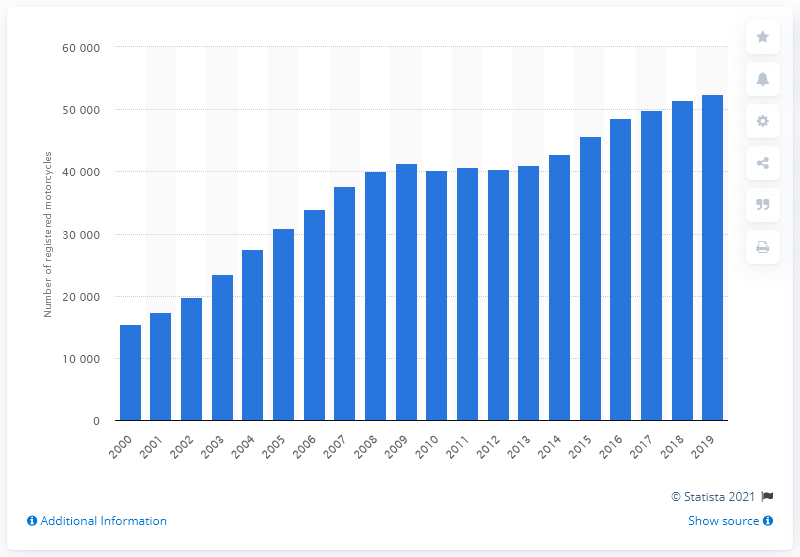 60 000
50 000
40 000
30 000
20 000
10 000
0
Number of registered motorcycles
2000 2001 2002 2003 2004 2005 2006 2007 2008 2009 2010 2011 2012 2013 2014 2015 2016 2017 2018 2019
© Statista 2021
Additional Information
Show source